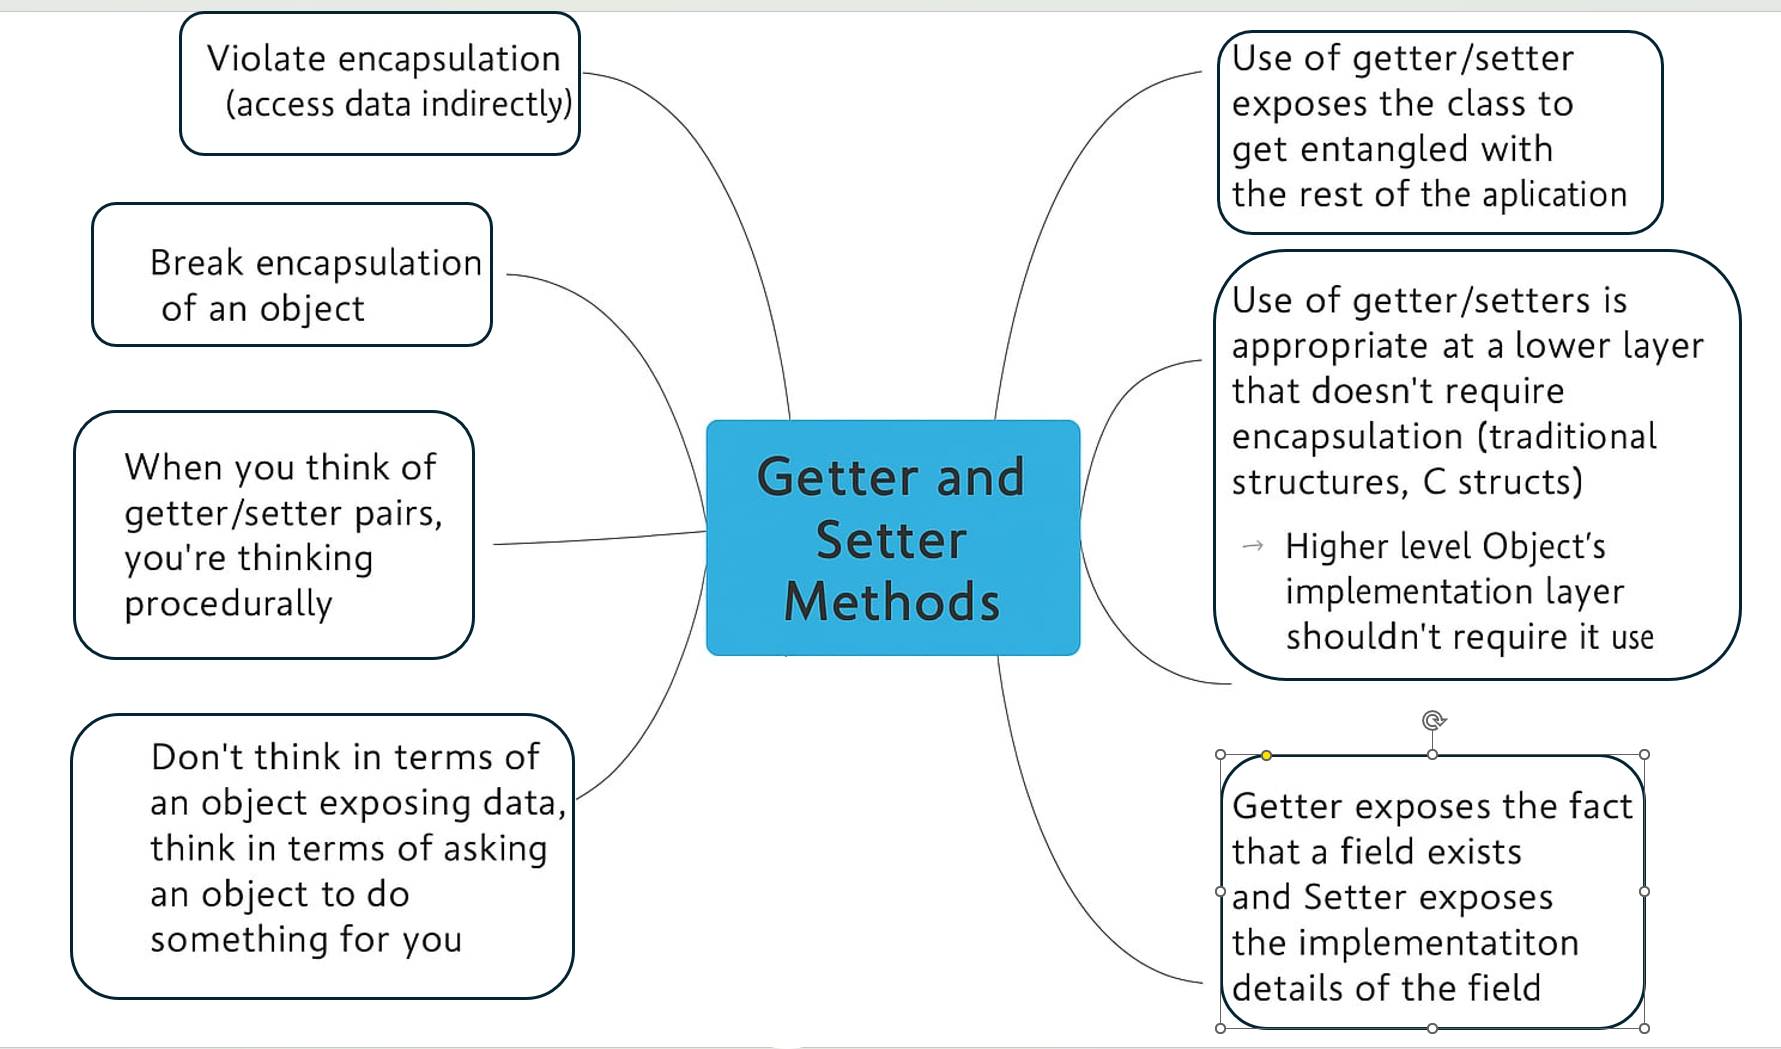 Violate encapsulation
(access data indirectly)
Break encapsulation
of an object
When you think of
getter/setter pairs,
you're thinking
procedurally
Don't think in terms of
an object exposing data,
think in terms of asking
an object to do
something for you
Getter and
Setter
Methods
Use of getter/setter
exposes the class to
get entangled with
the rest of the aplication
Use of getter/setters is
appropriate at a lower layer
that doesn't require
encapsulation (traditional
structures, C structs)
→ Higher level Object's
implementation layer
shouldn't require it use
Getter exposes the fact
that a field exists
and Setter exposes
the implementatiton
details of the field